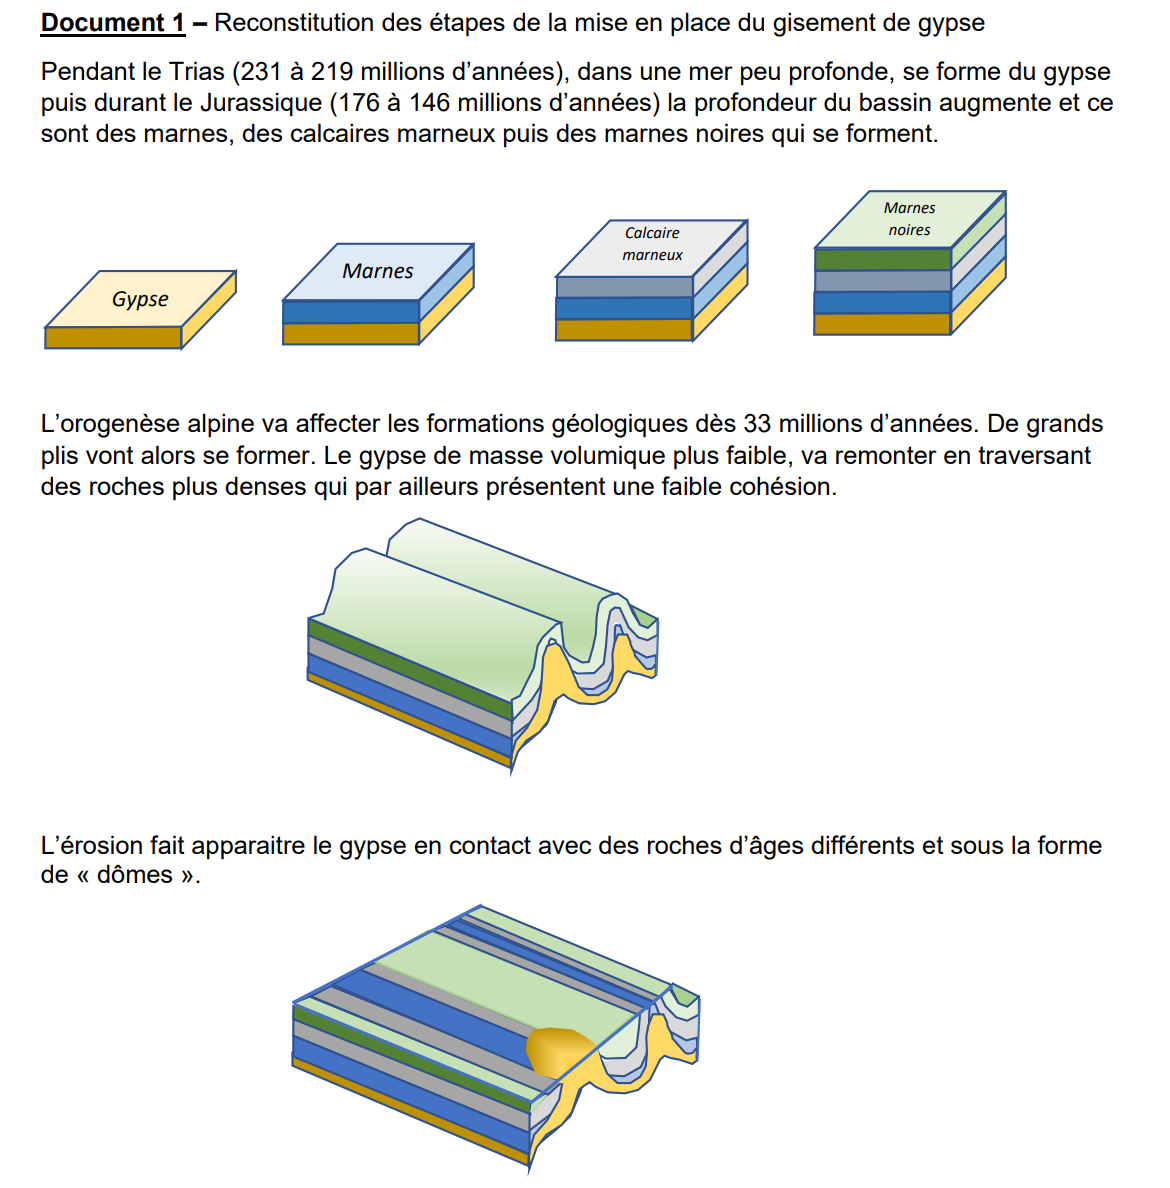 Document 1 – Reconstitution des étapes de la mise en place du gisement de gypse
Pendant le Trias (231 à 219 millions d’années), dans une mer peu profonde, se forme du gypse
puis durant le Jurassique (176 à 146 millions d’années) la profondeur du bassin augmente et ce
sont des marnes, des calcaires marneux puis des marnes noires qui se forment.
Gypse
Marnes
Calcaire
marneux
Marnes
noires
L’orogenèse alpine va affecter les formations géologiques dès 33 millions d’années. De grands
plis vont alors se former. Le gypse de masse volumique plus faible, va remonter en traversant
des roches plus denses qui par ailleurs présentent une faible cohésion.
L’érosion fait apparaitre le gypse en contact avec des roches d’âges différents et sous la forme
de « dômes ».